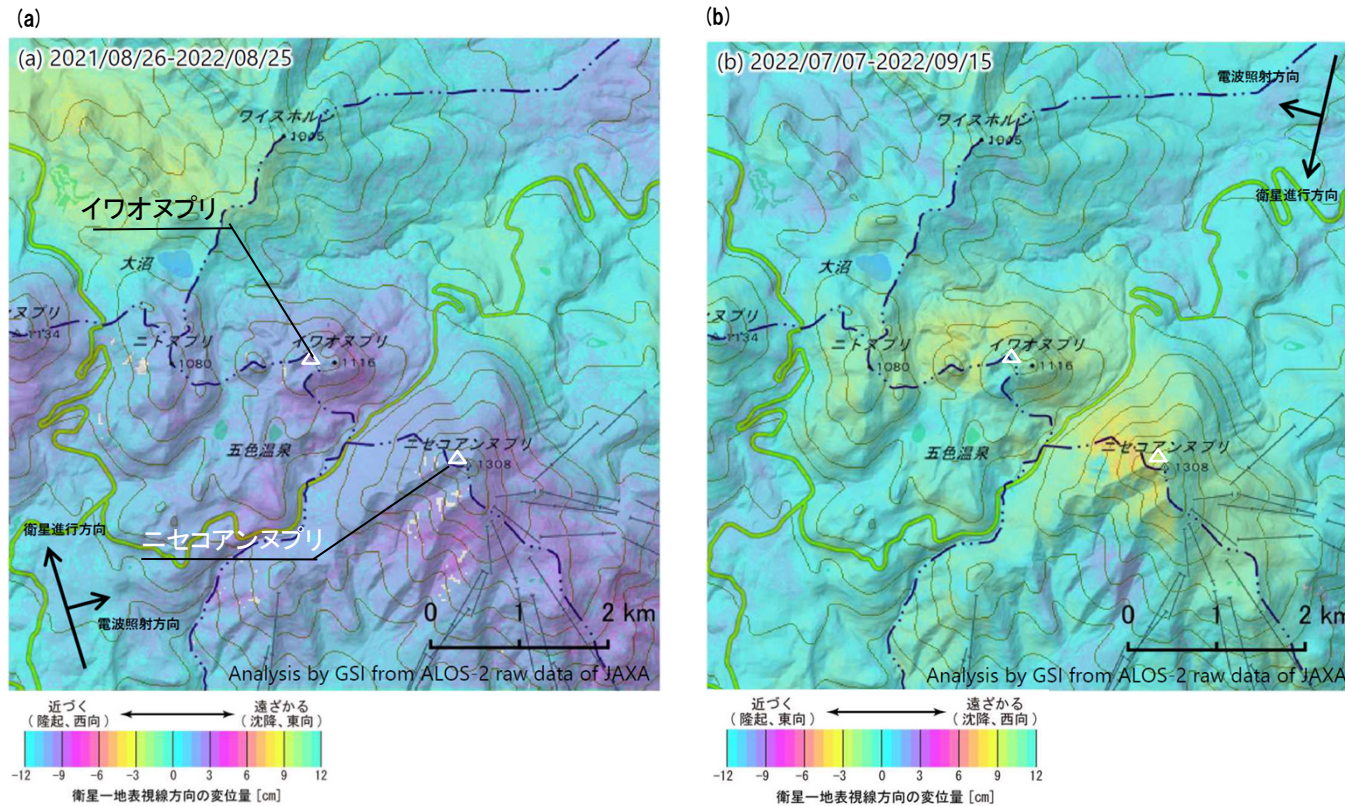 (a)
(a) 2021/08/26-2022/08/25
ワイスホルン
1045
イワオヌプリ
大沼
ヌプリ
1134
ニトヌプリ
1080
イワオヌプリ
1116
五色温泉
ニセコアンヌプリ
1308
ニセコアンヌプリ
衛星進行方向
電波照射方向
0 1 2 km
Analysis by GSI from ALOS-2 raw data of JAXA
近づく
(隆起、西向)
遠ざかる
(沈降、東向)
-12 -9 -6 -3 0 3 6 9 12
衛星―地表視線方向の変位量 [cm]
(b)
(b) 2022/07/07-2022/09/15
電波照射方向
衛星進行方向
ワイスホルン
1045
大沼
ヌプリ
1134
ニトヌプリ
1080
イワオヌプリ
1116
五色温泉
ニセコアンヌプリ
1308
0 1 2 km
Analysis by GSI from ALOS-2 raw data of JAXA
近づく
(隆起、東向)
遠ざかる
(沈降、西向)
-12 -9 -6 -3 0 3 6 9 12
衛星―地表視線方向の変位量 [cm]